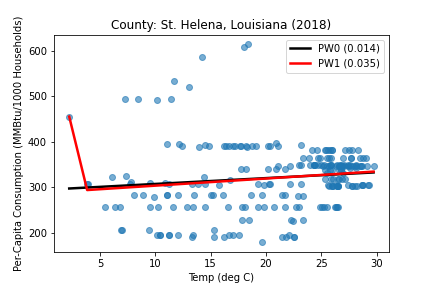 County: St. Helena, Louisiana (2018)
PW0 (0.014)
PW1 (0.035)
Per-Capita Consumption (MMBtu/1000 Households)
600
500
400
300
200
5
10
15
20
25
30
Temp (deg C)